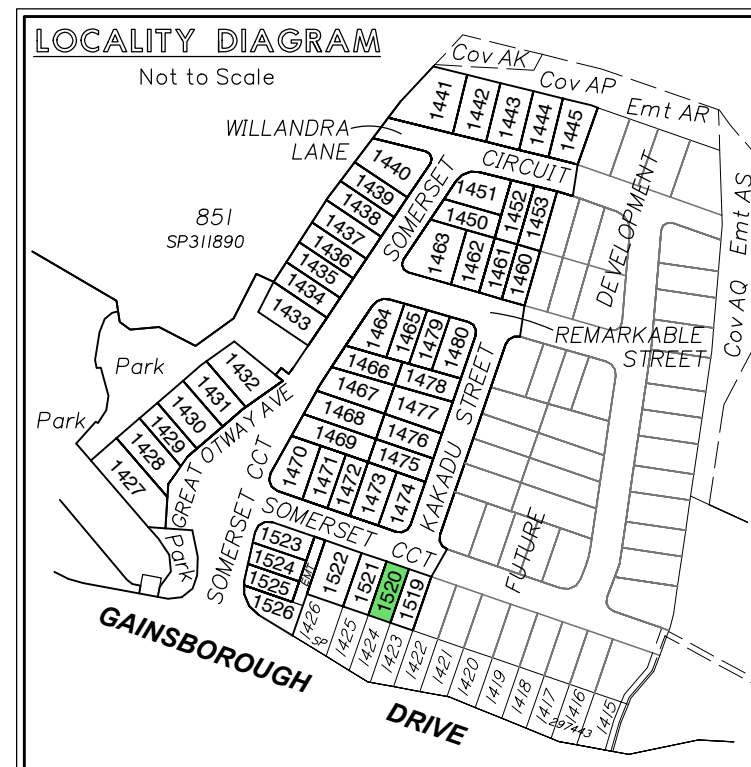 LOCALITY DIAGRAM
Not to Scale
Cov AK
Cov AP
Emt AR
Cov AQ Emt AS
WILLANDRA
LANE
1441
1442
1443
1444
1445
SOMERSET
CIRCUIT
1440
1439
1438
1437
1436
1435
1434
1433
851
SP311890
1451
1450
1452
1453
1463
1462
1461
1460
DEVELOPMENT
REMARKABLE
STREET
1464
1465
1479
1480
1466
1478
1467
1477
1468
1476
1469
1475
1470
1471
1472
1473
1474
KAKADU STREET
Park
Park
1432
1431
1430
1429
1428
1427
GREAT OTWAY AVE
Park
SOMERSET CCT
SOMERSET CCT
FUTURE
1523
1524
1525
1526
EMT
1522
1521
1520
1519
1426
SP
1425
1424
1423
1422
1421
1420
1419
1418
1417
1416
1415
297443
GAINSBOROUGH
DRIVE